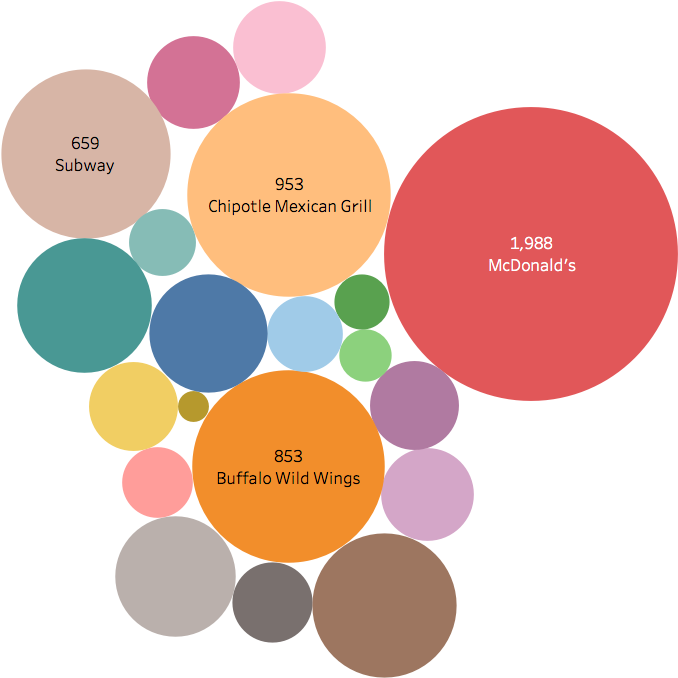 659
Subway
953
Chipotle Mexican Grill
1,988
McDonald's
853
Buffalo Wild Wings